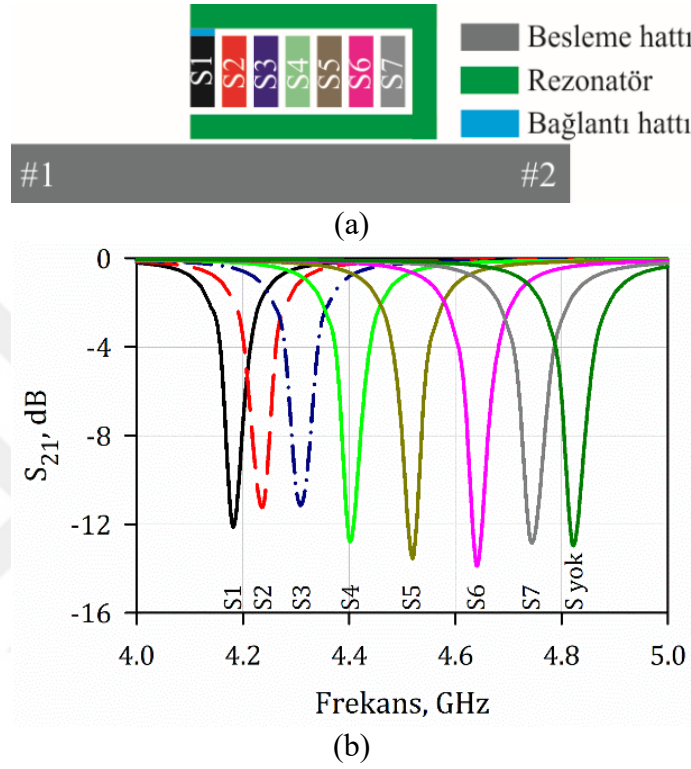 S1 S2 S3 S4 S5 S6 S7
Besleme hattı
Rezonatör
Bağlantı hattı
#1 #2
(a)
0
-4
-8
-12
-16
S21, dB
S1 S2 S3 S4 S5 S6 S7 S yok
4.0 4.2 4.4 4.6 4.8 5.0
Frekans, GHz
(b)